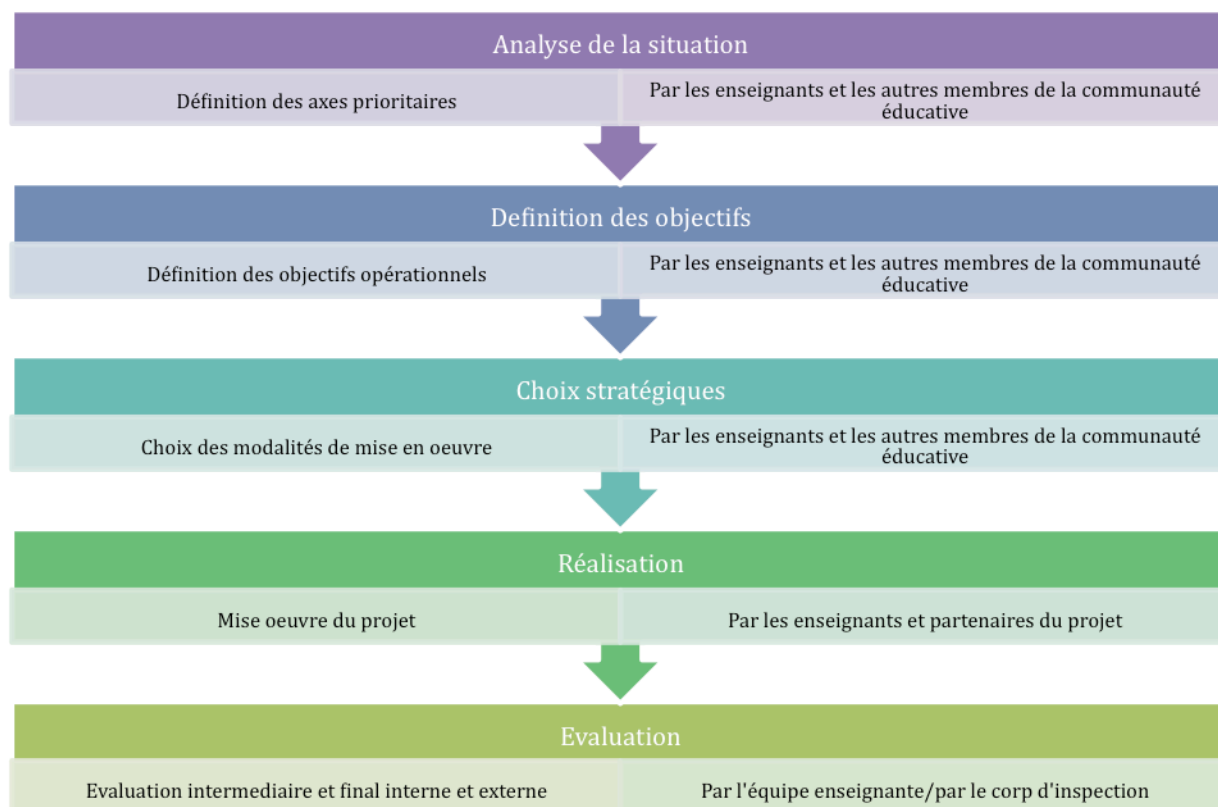 Analyse de la situation
Définition des axes prioritaires
Par les enseignants et les autres membres de la communauté
éducative
Definition des objectifs
Définition des objectifs opérationnels
Par les enseignants et les autres membres de la communauté
éducative
Choix stratégiques
Choix des modalités de mise en oeuvre
Par les enseignants et les autres membres de la communauté
éducative
Réalisation
Mise oeuvre du projet
Par les enseignants et partenaires du projet
Evaluation
Evaluation intermediaire et final interne et externe
Par l'équipe enseignante/par le corp d'inspection